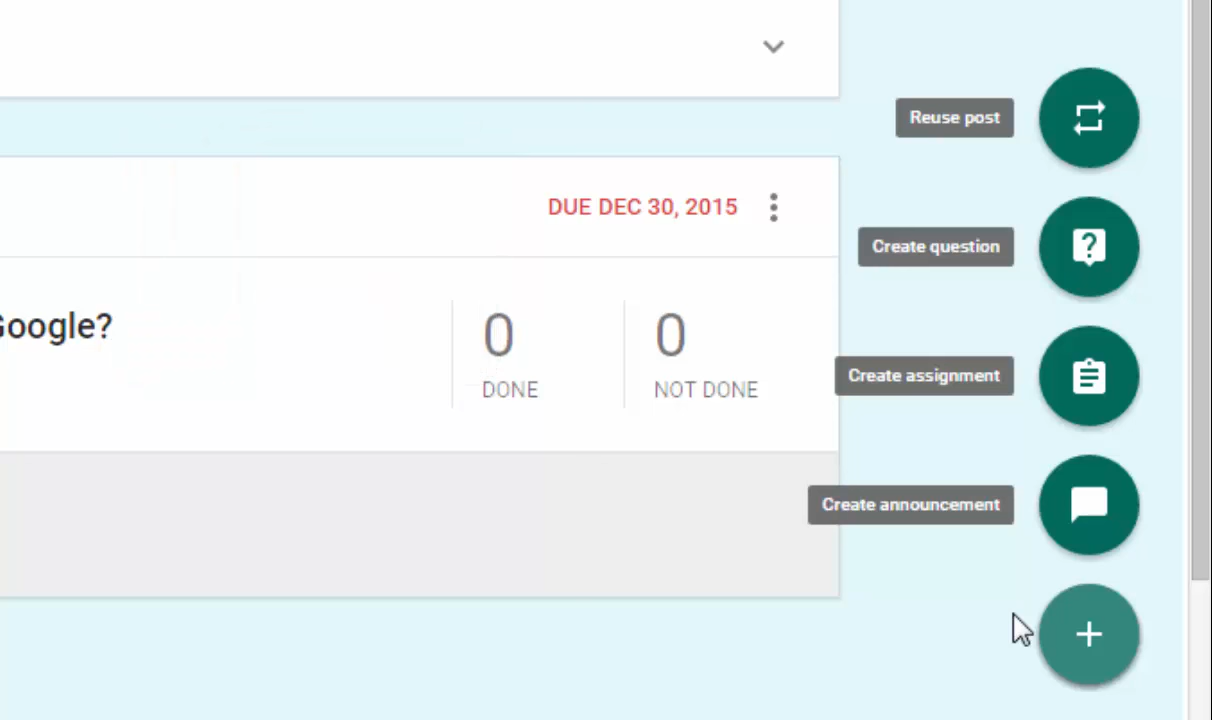 Reuse post
DUE DEC 30, 2015
Create question
Google?
0
0
DONE
NOT DONE
Create assignment
Create announcement